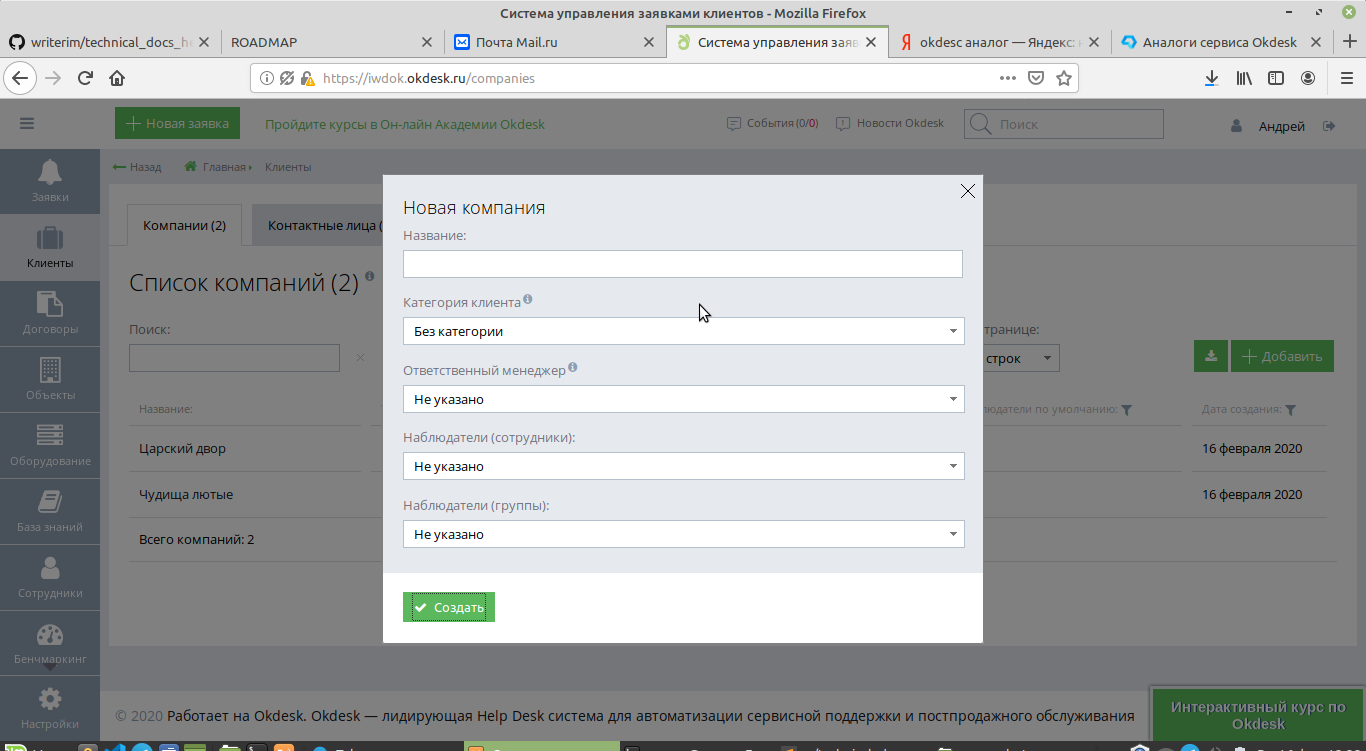 Система управления заявками клиентов - Mozilla Firefox
writerim/technical_docs_he
ROADMAP
Почта Mail.ru
Система управления заяв
okdesc аналог — Яндекс:
Аналоги сервиса Okdesk
https://iwdok.okdesk.ru/companies
Новая заявка
Пройдите курсы в Он-лайн Академии Okdesk
События (0/0)
Новости Okdesk
Поиск
Андрей
Назад
Главная
Клиенты
Заявки
Клиенты
Договоры
Объекты
Оборудование
База знаний
Сотрудники
Бенчмаркинг
Настройки
Компании (2)
Контактные лица (
Список компаний (2)
Поиск:
транице:
строк
Добавить
Название:
людатели по умолчанию:
Дата создания:
Царский двор
16 февраля 2020
Чудища лютые
16 февраля 2020
Всего компаний: 2
Новая компания
Название:
Категория клиента
Без категории
Ответственный менеджер
Не указано
Наблюдатели (сотрудники):
Не указано
Наблюдатели (группы):
Не указано
Создать
© 2020 Работает на Okdesk. Okdesk — лидирующая Help Desk система для автоматизации сервисной поддержки и постпродажного обслуживания
Интерактивный курс по
Okdesk